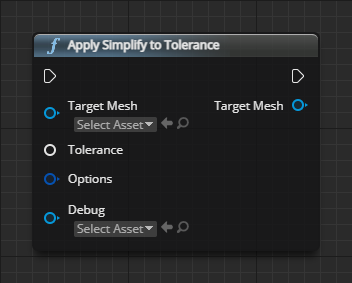 Apply Simplify to Tolerance
Target Mesh Target Mesh
Select Asset
Tolerance
Options
Debug
Select Asset